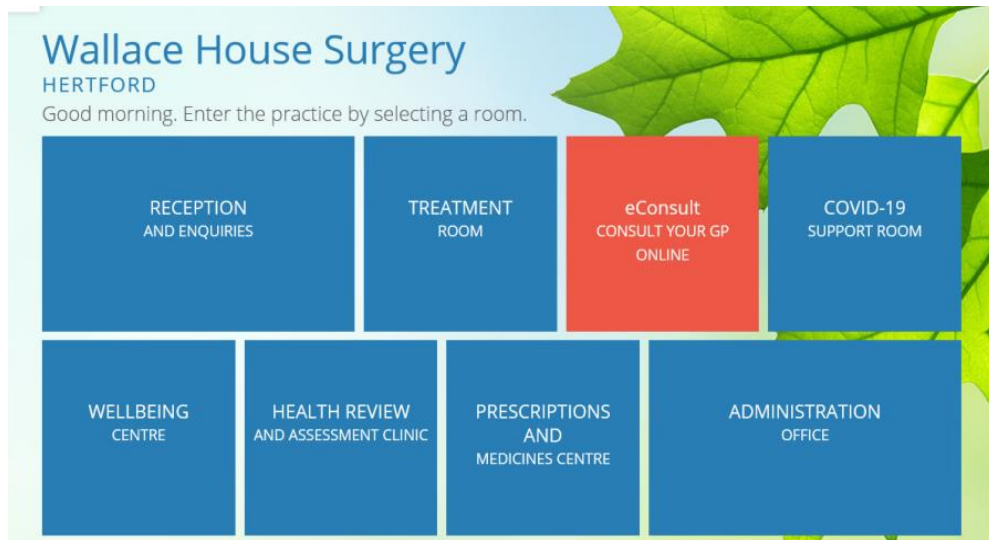 Wallace House Surgery
HERTFORD
Good morning. Enter the practice by selecting a room.
RECEPTION
AND ENQUIRIES
TREATMENT
ROOM
eConsult
CONSULT YOUR GP
ONLINE
COVID-19
SUPPORT ROOM
WELLBEING
CENTRE
HEALTH REVIEW
AND ASSESSMENT CLINIC
PRESCRIPTIONS
AND
MEDICINES CENTRE
ADMINISTRATION
OFFICE